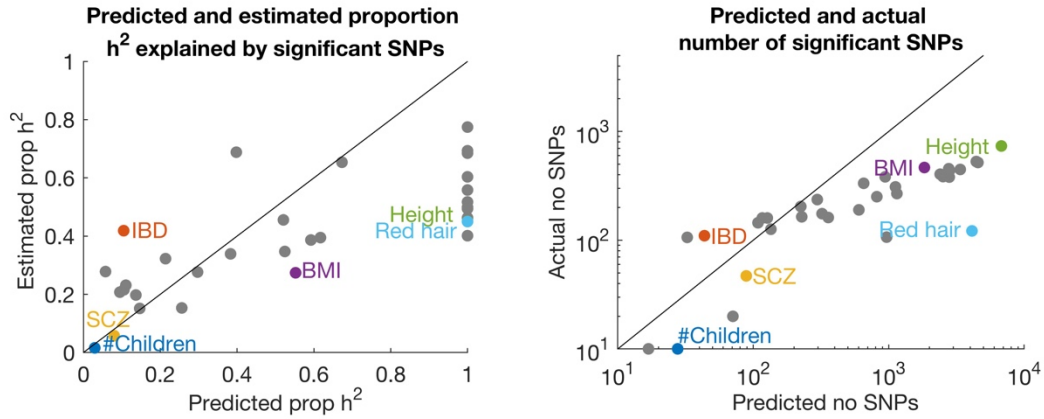 Predicted and estimated proportion
h² explained by significant SNPs
1
0.8
0.6
0.4
0.2
0
Estimated prop h²
Height
Red hair
IBD
BMI
SCZ
#Children
0 0.2 0.4 0.6 0.8 1
Predicted prop h²
Predicted and actual
number of significant SNPs
10³
10²
10¹
Actual no SNPs
Height
BMI
IBD
Red hair
SCZ
#Children
10¹ 10² 10³ 10⁴
Predicted no SNPs